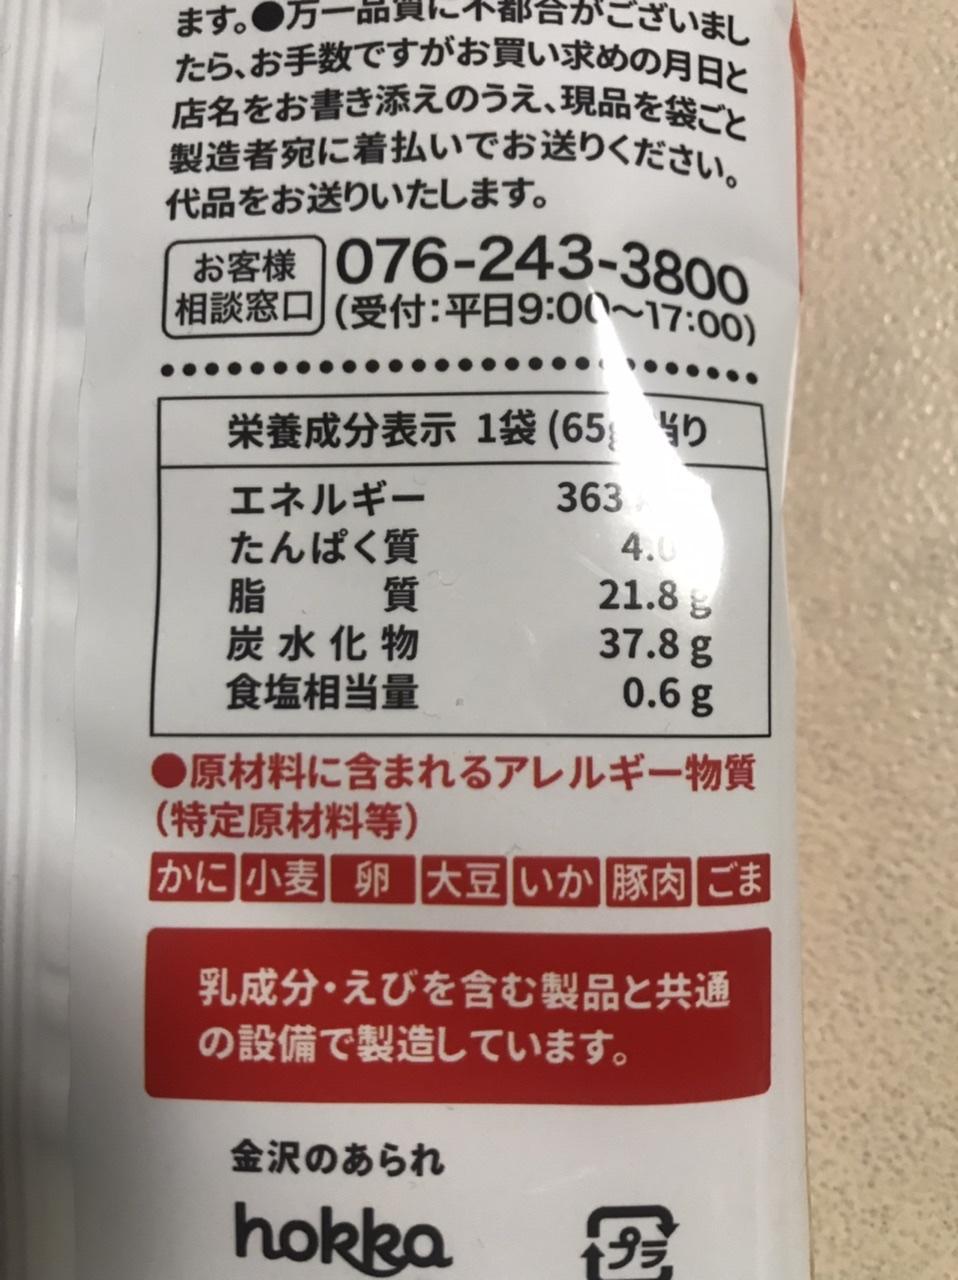 ます。●万一品質に不都合がございまし
たら、お手数ですがお買い求めの月日と
店名をお書き添えのうえ、現品を袋ごと
製造者宛に着払いでお送りください。
代品をお送りいたします。
お客様
相談窓口
076-243-3800
(受付:平日9:00〜17:00)
栄養成分表示 1袋(65g 当り
エネルギー 363
たんぱく質
脂質 21.8 g
炭水化物 37.8 g
食塩相当量 0.6 g
●原材料に含まれるアレルギー物質
(特定原材料等)
かに 小麦 卵 大豆 いか 豚肉 ごま
乳成分・えびを含む製品と共通
の設備で製造しています。
金沢のあられ
hokka
プラ